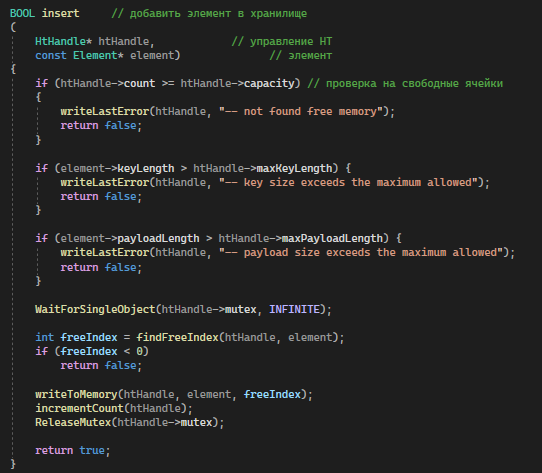 BOOL insert     // добавить элемент в хранилище
(
    HtHandle* htHandle,            // управление HT
    const Element* element)              // элемент
{
    if (htHandle->count >= htHandle->capacity) // проверка на свободные ячейки
    {
        writeLastError(htHandle, "-- not found free memory");
        return false;
    }

    if (element->keyLength > htHandle->maxKeyLength) {
        writeLastError(htHandle, "-- key size exceeds the maximum allowed");
        return false;
    }

    if (element->payloadLength > htHandle->maxPayloadLength) {
        writeLastError(htHandle, "-- payload size exceeds the maximum allowed");
        return false;
    }

    WaitForSingleObject(htHandle->mutex, INFINITE);

    int freeIndex = findFreeIndex(htHandle, element);
    if (freeIndex < 0)
        return false;

    writeToMemory(htHandle, element, freeIndex);
    incrementCount(htHandle);
    ReleaseMutex(htHandle->mutex);

    return true;
}